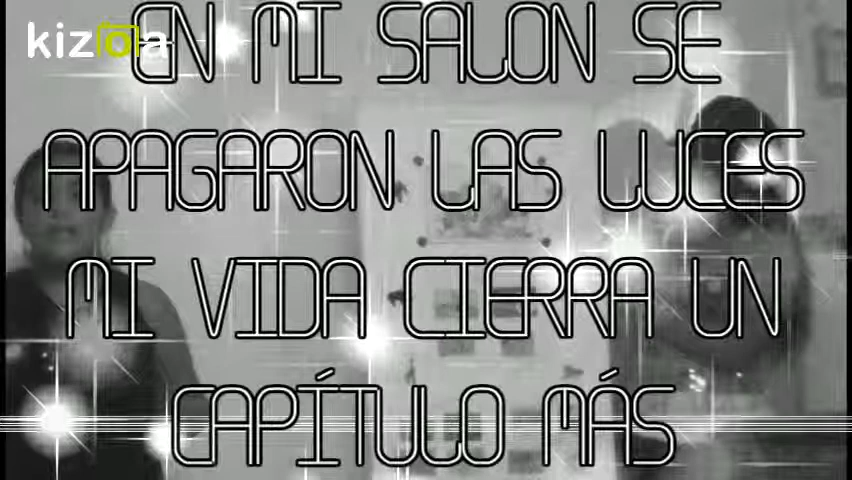 kizoa
EN MI SALON SE
APAGARON LAS LUCES
MI VIDA CIERRA UN
CAPÍTULO MÁS